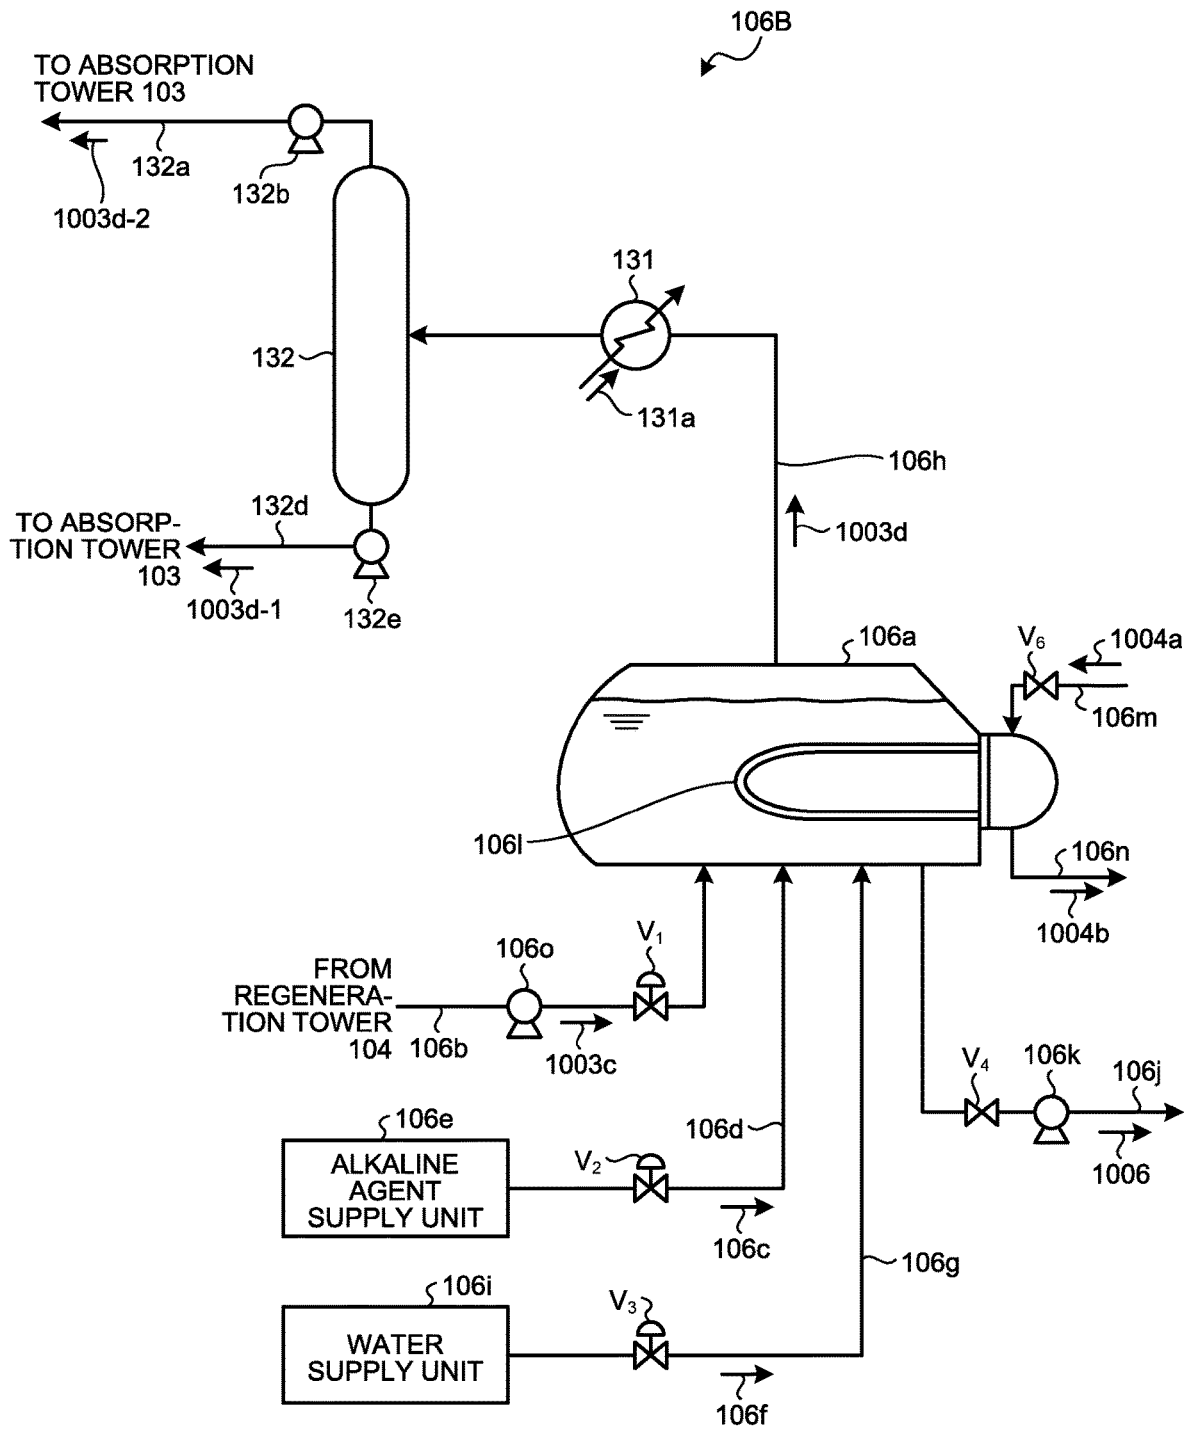 106B
TO ABSORPTION
TOWER 103
132a
132b
1003d-2
131
132
131a
106h
132d
1003d
TO ABSORP-
TION TOWER
103
1003d-1
132e
106a
V6
1004a
106m
106l
106n
1004b
V1
106o
FROM
REGENERA-
TION TOWER
104
106b
1003c
V4
106k
106j
106e
106d
1006
ALKALINE
AGENT
SUPPLY UNIT
V2
106c
106g
106i
V3
WATER
SUPPLY UNIT
106f